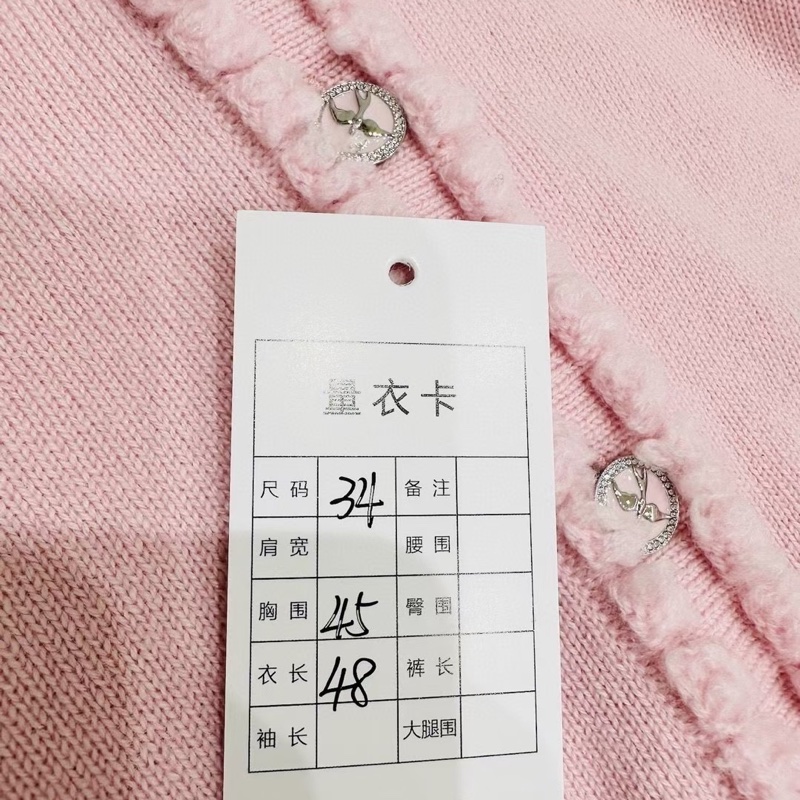 量衣卡
尺码 34 备注
肩宽 腰围
胸围 45 臀围
衣长 48 裤长
袖长 大腿围